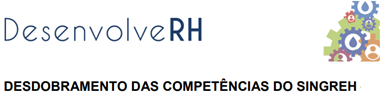 DesenvolveRH
DESDOBRAMENTO DAS COMPETÊNCIAS DO SINGREH